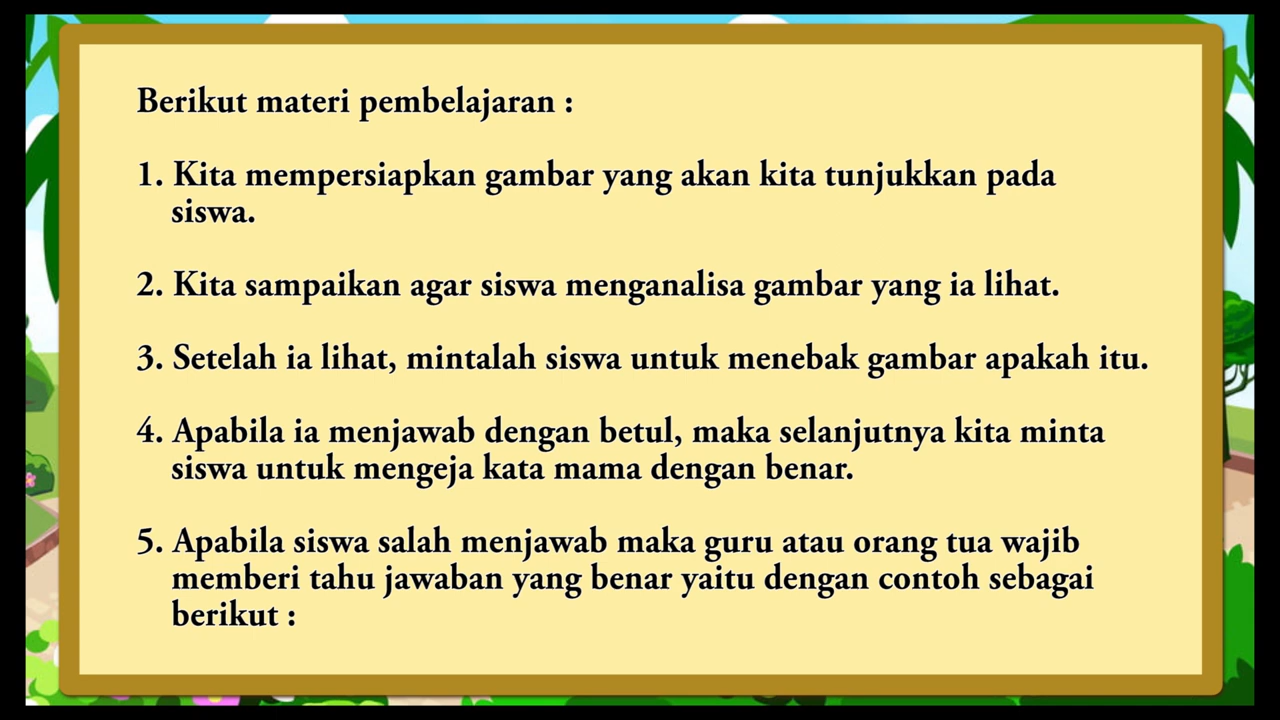 Berikut materi pembelajaran :
1. Kita mempersiapkan gambar yang akan kita tunjukkan pada
siswa.
2. Kita sampaikan agar siswa menganalisa gambar yang ia lihat.
3. Setelah ia lihat, mintalah siswa untuk menebak gambar apakah itu.
4. Apabila ia menjawab dengan betul, maka selanjutnya kita minta
siswa untuk mengeja kata mama dengan benar.
5. Apabila siswa salah menjawab maka guru atau orang tua wajib
memberi tahu jawaban yang benar yaitu dengan contoh sebagai
berikut :